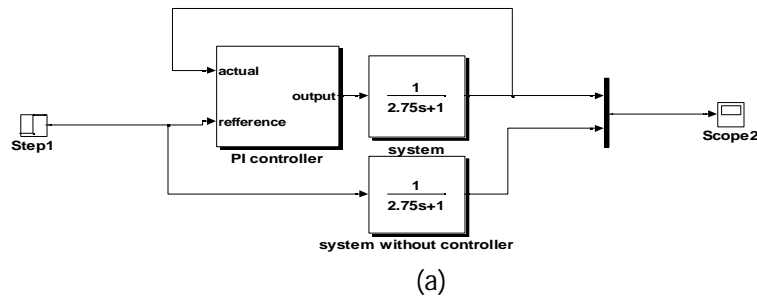 actual
output
refference
PI controller
1
2.75s+1
system
Step1
Scope2
1
2.75s+1
system without controller
(a)